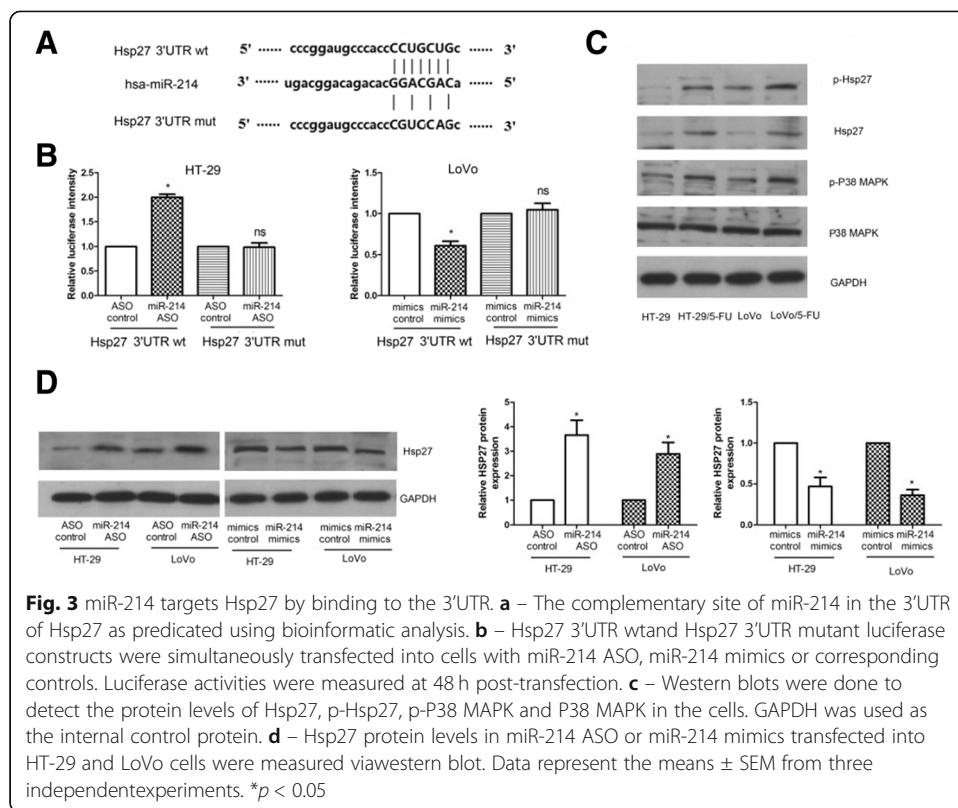 A
Hsp27 3'UTR wt 5' ...... cccggaugcccaccCCUGCUGc ...... 3'
hsa-miR-214 3' ...... ugacggacagacacGGACGACa ...... 5'
Hsp27 3'UTR mut 5' ...... cccggaugcccaccCGUGCAGc ...... 3'
B
HT-29
Relative luciferase intensity
2.5
2.0
1.5
1.0
0.5
0.0
*
ns
ASO control
miR-214 ASO
ASO control
miR-214 ASO
Hsp27 3'UTR wt
Hsp27 3'UTR mut
LoVo
Relative luciferase intensity
1.5
1.0
0.5
0.0
*
ns
mimics control
miR-214 mimics
mimics control
miR-214 mimics
Hsp27 3'UTR wt
Hsp27 3'UTR mut
C
p-Hsp27
Hsp27
p-P38 MAPK
P38 MAPK
GAPDH
HT-29 HT-29/5-FU LoVo LoVo/5-FU
D
Hsp27
GAPDH
ASO control
miR-214 ASO
ASO control
miR-214 ASO
mimics control
miR-214 mimics
mimics control
miR-214 mimics
HT-29
LoVo
HT-29
LoVo
Relative HSP27 protein expression
5
4
3
2
1
0
*
*
ASO control
miR-214 ASO
ASO control
miR-214 ASO
HT-29
LoVo
Relative HSP27 protein expression
1.5
1.0
0.5
0.0
*
*
mimics control
miR-214 mimics
mimics control
miR-214 mimics
HT-29
LoVo
Fig. 3 miR-214 targets Hsp27 by binding to the 3'UTR. a – The complementary site of miR-214 in the 3'UTR
of Hsp27 as predicated using bioinformatic analysis. b – Hsp27 3'UTR wtand Hsp27 3'UTR mutant luciferase
constructs were simultaneously transfected into cells with miR-214 ASO, miR-214 mimics or corresponding
controls. Luciferase activities were measured at 48 h post-transfection. c – Western blots were done to
detect the protein levels of Hsp27, p-Hsp27, p-P38 MAPK and P38 MAPK in the cells. GAPDH was used as
the internal control protein. d – Hsp27 protein levels in miR-214 ASO or miR-214 mimics transfected into
HT-29 and LoVo cells were measured viawestern blot. Data represent the means ± SEM from three
independentexperiments. *p < 0.05